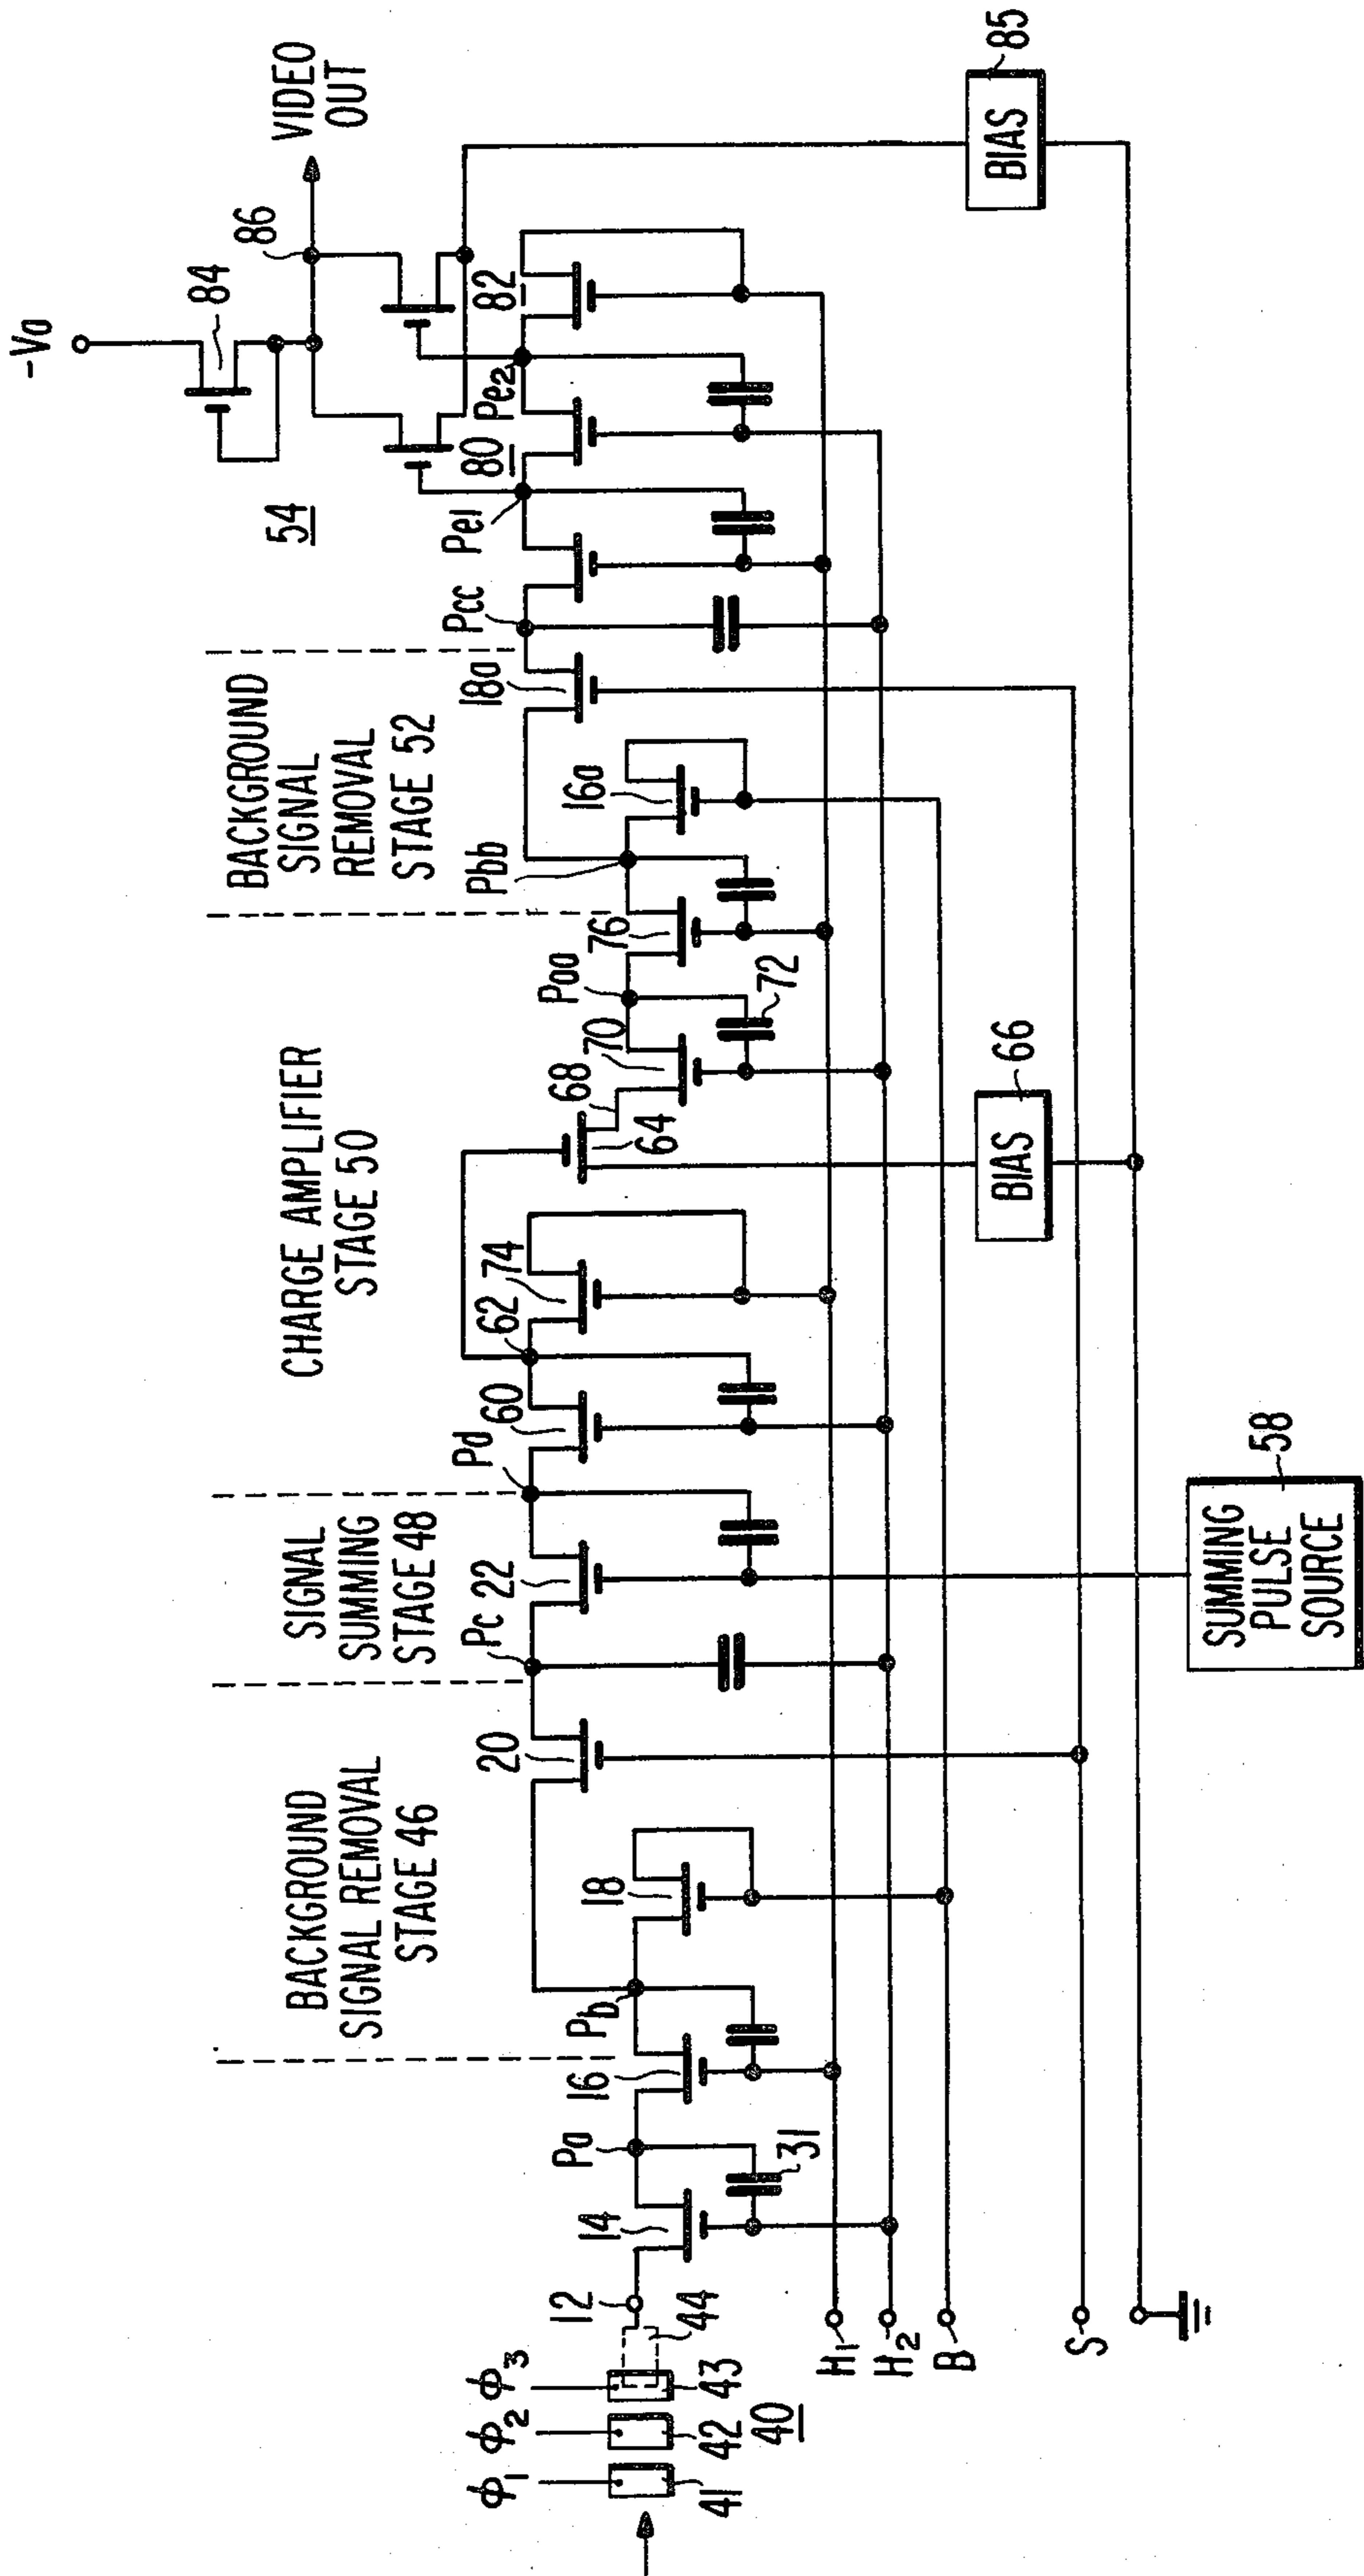 -Va
84
86
VIDEO
OUT
54
BACKGROUND
SIGNAL
REMOVAL
STAGE 52
CHARGE AMPLIFIER
STAGE 50
SIGNAL
SUMMING
STAGE 48
BACKGROUND
SIGNAL REMOVAL
STAGE 46
ϕ1
ϕ2
ϕ3
41
42
43
40
44
12
14
Pa
31
16
Pb
18
20
Pc
22
Pd
60
62
74
64
68
70
Paa
72
76
Pbb
16a
18a
Pcc
Pe1
80
Pe2
82
H1
H2
B
S
SUMMING
PULSE
SOURCE
58
BIAS
66
BIAS
85